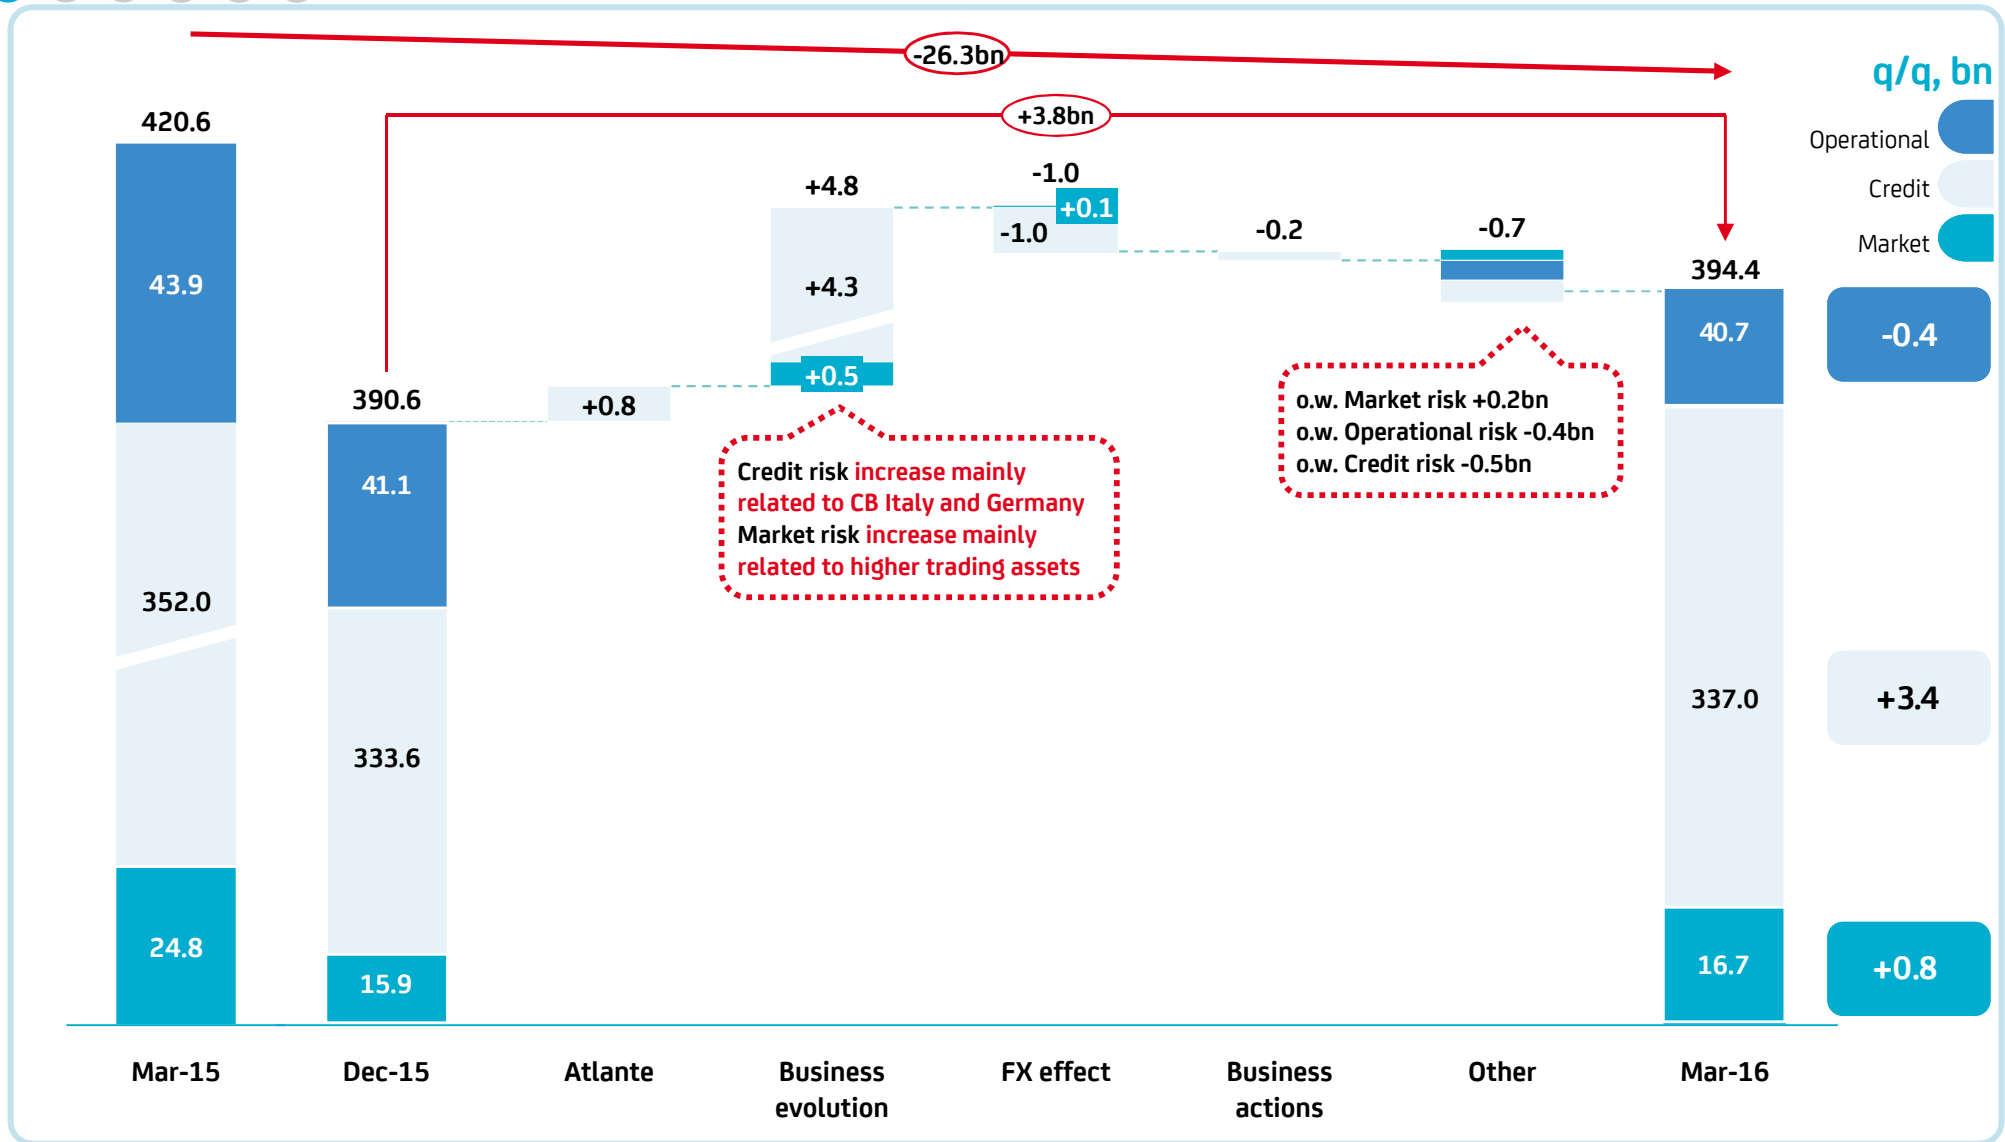 -26.3bn
q/q, bn
+3.8bn
420.6
Operational
-1.0
+4.8
Credit
+0.1
-1.0
-0.2
-0.7
Market
394.4
43.9
+4.3
40.7
-0.4
+0.5
390.6
+0.8
o.w. Market risk +0.2bn
o.w. Operational risk -0.4bn
o.w. Credit risk -0.5bn
Credit risk increase mainly
related to CB Italy and Germany
Market risk increase mainly
related to higher trading assets
41.1
352.0
337.0
+3.4
333.6
24.8
15.9
16.7
+0.8
Mar-15
Dec-15
Atlante
Business
evolution
FX effect
Business
actions
Other
Mar-16